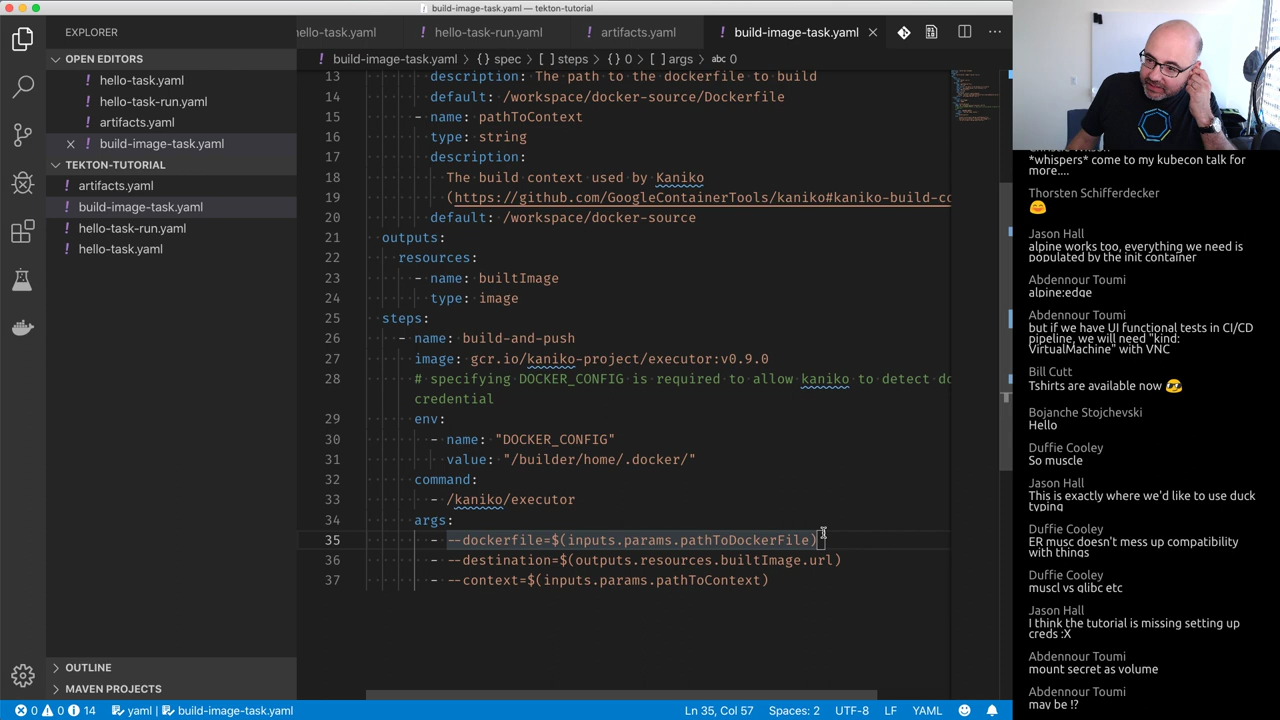 build-image-task.yaml — tekton-tutorial
EXPLORER
OPEN EDITORS
hello-task.yaml
hello-task-run.yaml
artifacts.yaml
build-image-task.yaml
TEKTON-TUTORIAL
artifacts.yaml
build-image-task.yaml
hello-task-run.yaml
hello-task.yaml
OUTLINE
MAVEN PROJECTS
hello-task.yaml
hello-task-run.yaml
artifacts.yaml
build-image-task.yaml
build-image-task.yaml › {} spec › [ ] steps › {} 0 › [ ] args › abc 0
13 description: The path to the dockerfile to build
14 default: /workspace/docker-source/Dockerfile
15 - name: pathToContext
16 type: string
17 description:
18 The build context used by Kaniko
19 (https://github.com/GoogleContainerTools/kaniko#kaniko-build-co
20 default: /workspace/docker-source
21 outputs:
22 resources:
23 - name: builtImage
24 type: image
25 steps:
26 - name: build-and-push
27 image: gcr.io/kaniko-project/executor:v0.9.0
28 # specifying DOCKER_CONFIG is required to allow kaniko to detect do
credential
29 env:
30 - name: "DOCKER_CONFIG"
31 value: "/builder/home/.docker/"
32 command:
33 - /kaniko/executor
34 args:
35 - --dockerfile=$(inputs.params.pathToDockerFile)
36 - --destination=$(outputs.resources.builtImage.url)
37 - --context=$(inputs.params.pathToContext)
0 0 14 yaml | build-image-task.yaml
Ln 35, Col 57 Spaces: 2 UTF-8 LF YAML
*whispers* come to my kubecon talk for
more....
Thorsten Schifferdecker
😊
Jason Hall
alpine works too, everything we need is
populated by the init container
Abdennour Toumi
alpine:edge
Abdennour Toumi
but if we have UI functional tests in CI/CD
pipeline, we will need "kind:
VirtualMachine" with VNC
Bill Cutt
Tshirts are available now 😎
Bojanche Stojchevski
Hello
Duffie Cooley
So muscle
Jason Hall
This is exactly where we'd like to use duck
typing
Duffie Cooley
ER musc doesn't mess up compatibility
with things
Duffie Cooley
muscl vs glibc etc
Jason Hall
I think the tutorial is missing setting up
creds :X
Abdennour Toumi
mount secret as volume
Abdennour Toumi
may be !?